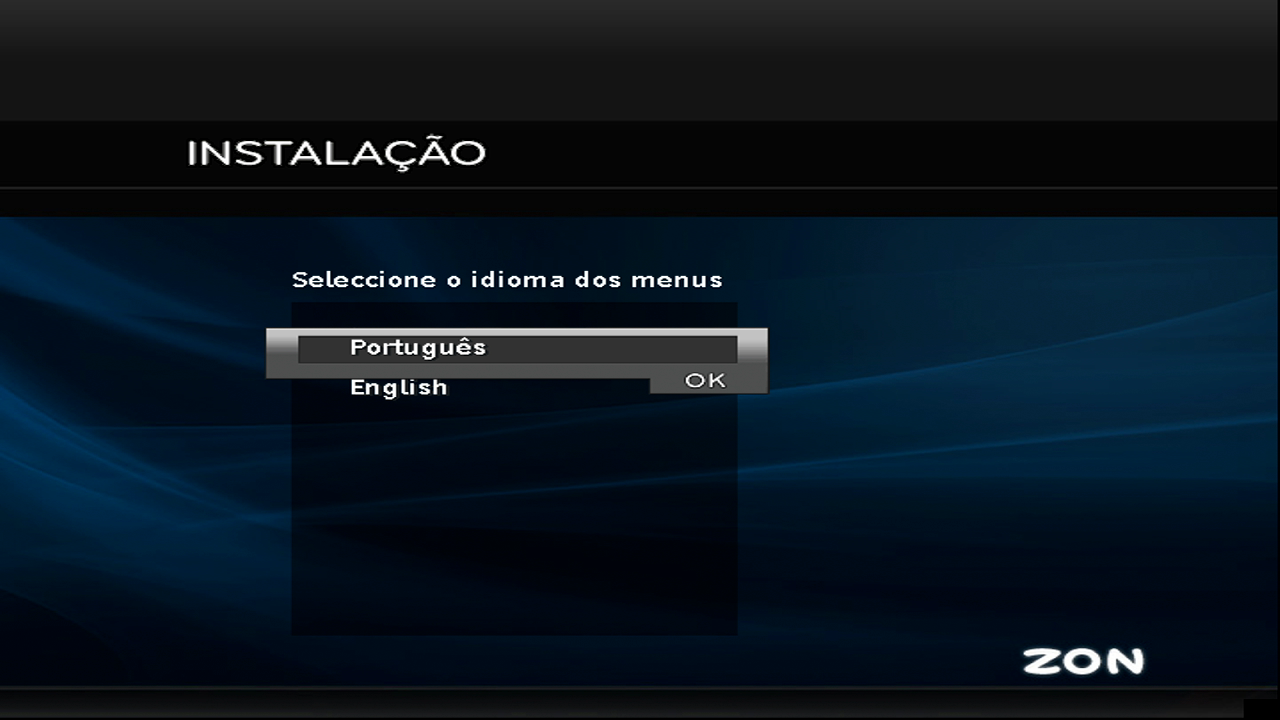 INSTALAÇÃO
Seleccione o idioma dos menus
Português
English
OK
ZON